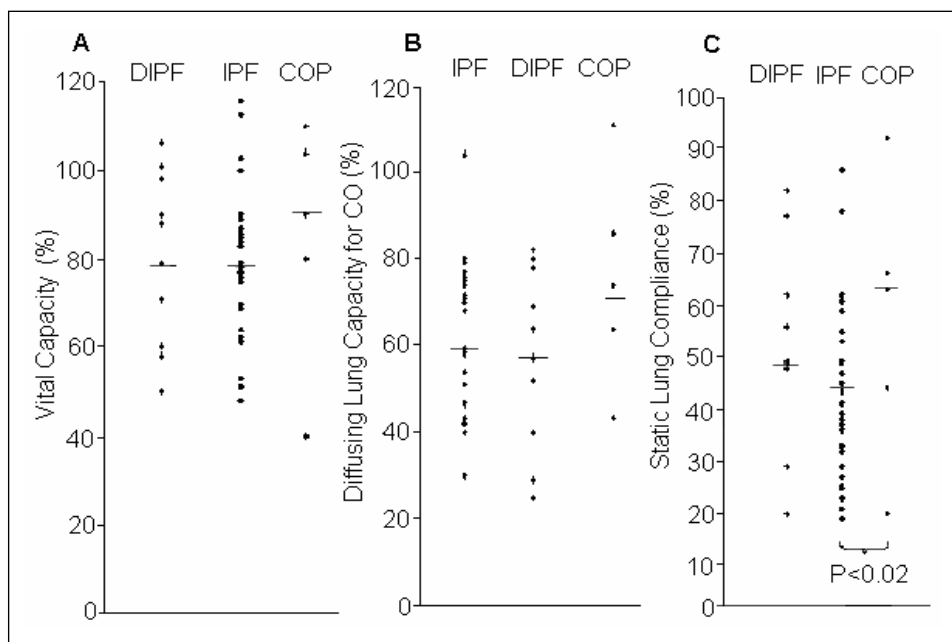 A
DIPF IPF COP
Vital Capacity (%)
120
100
80
60
40
20
0
B
IPF DIPF COP
Diffusing Lung Capacity for CO (%)
120
100
80
60
40
20
0
C
DIPF IPF COP
Static Lung Compliance (%)
100
90
80
70
60
50
40
30
20
10
0
P<0.02